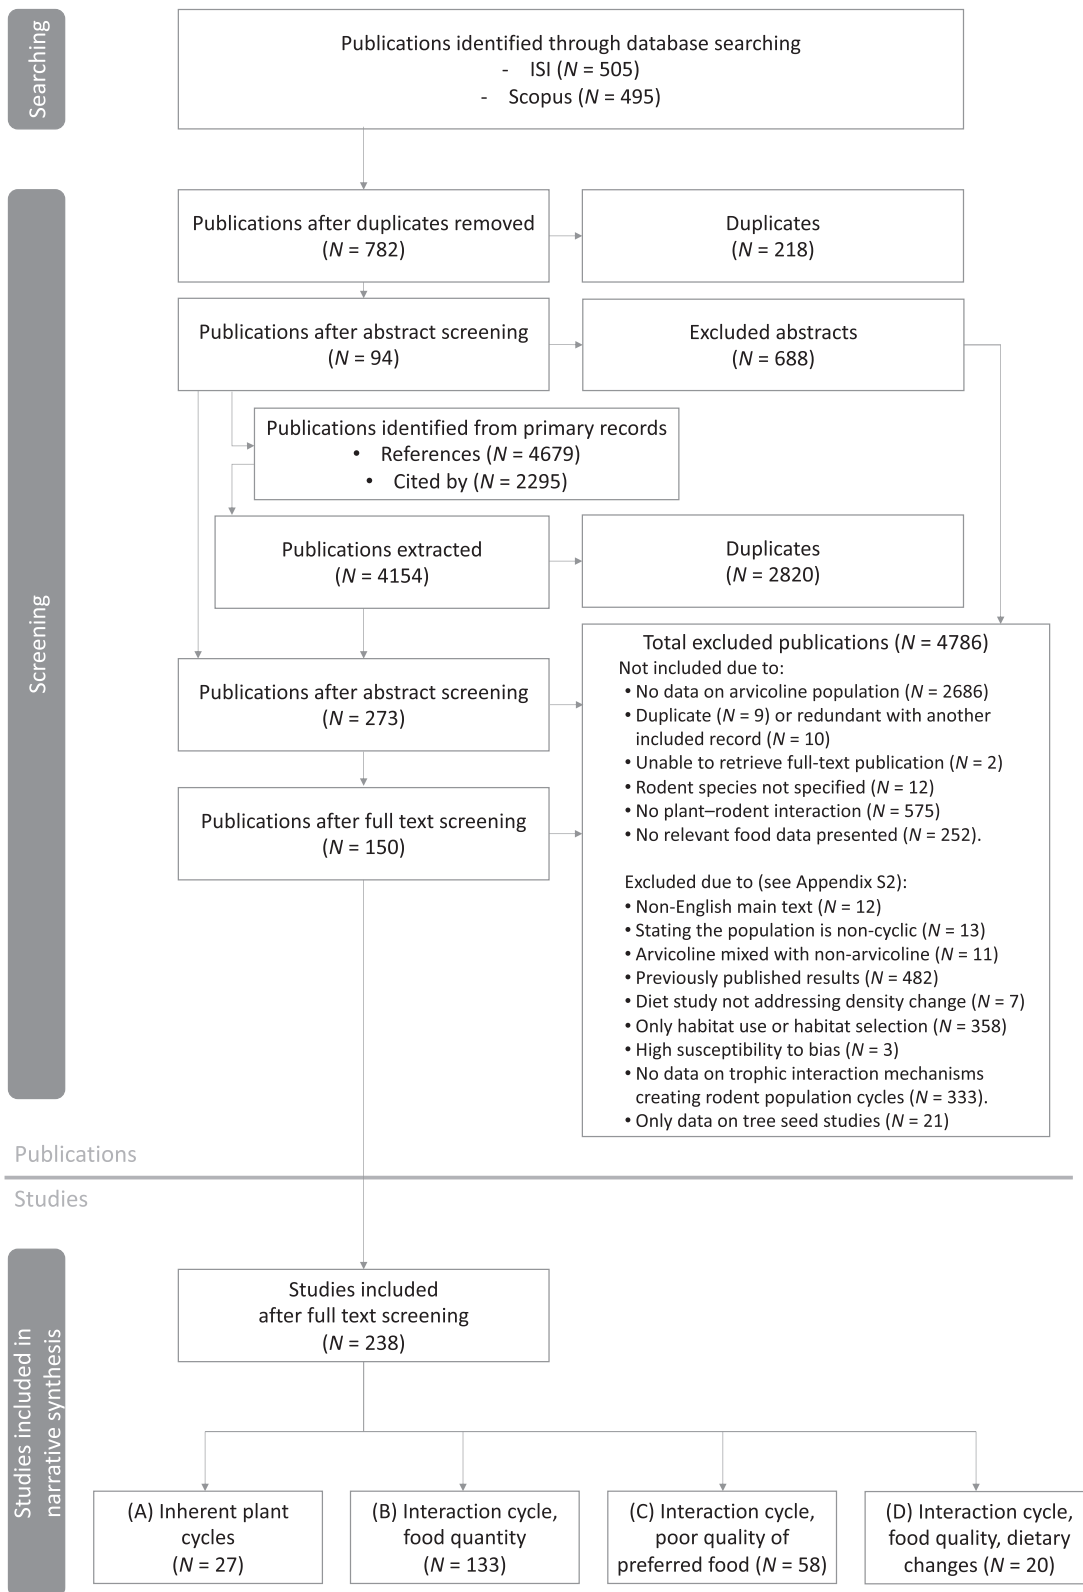 Searching
Publications identified through database searching
- ISI (N = 505)
- Scopus (N = 495)
Screening
Publications after duplicates removed
(N = 782)
Duplicates
(N = 218)
Publications after abstract screening
(N = 94)
Excluded abstracts
(N = 688)
Publications identified from primary records
• References (N = 4679)
• Cited by (N = 2295)
Publications extracted
(N = 4154)
Duplicates
(N = 2820)
Publications after abstract screening
(N = 273)
Publications after full text screening
(N = 150)
Total excluded publications (N = 4786)
Not included due to:
• No data on arvicoline population (N = 2686)
• Duplicate (N = 9) or redundant with another
included record (N = 10)
• Unable to retrieve full-text publication (N = 2)
• Rodent species not specified (N = 12)
• No plant–rodent interaction (N = 575)
• No relevant food data presented (N = 252).
Excluded due to (see Appendix S2):
• Non-English main text (N = 12)
• Stating the population is non-cyclic (N = 13)
• Arvicoline mixed with non-arvicoline (N = 11)
• Previously published results (N = 482)
• Diet study not addressing density change (N = 7)
• Only habitat use or habitat selection (N = 358)
• High susceptibility to bias (N = 3)
• No data on trophic interaction mechanisms
creating rodent population cycles (N = 333).
• Only data on tree seed studies (N = 21)
Publications
Studies
Studies included in
narrative synthesis
Studies included
after full text screening
(N = 238)
(A) Inherent plant
cycles
(N = 27)
(B) Interaction cycle,
food quantity
(N = 133)
(C) Interaction cycle,
poor quality of
preferred food (N = 58)
(D) Interaction cycle,
food quality, dietary
changes (N = 20)